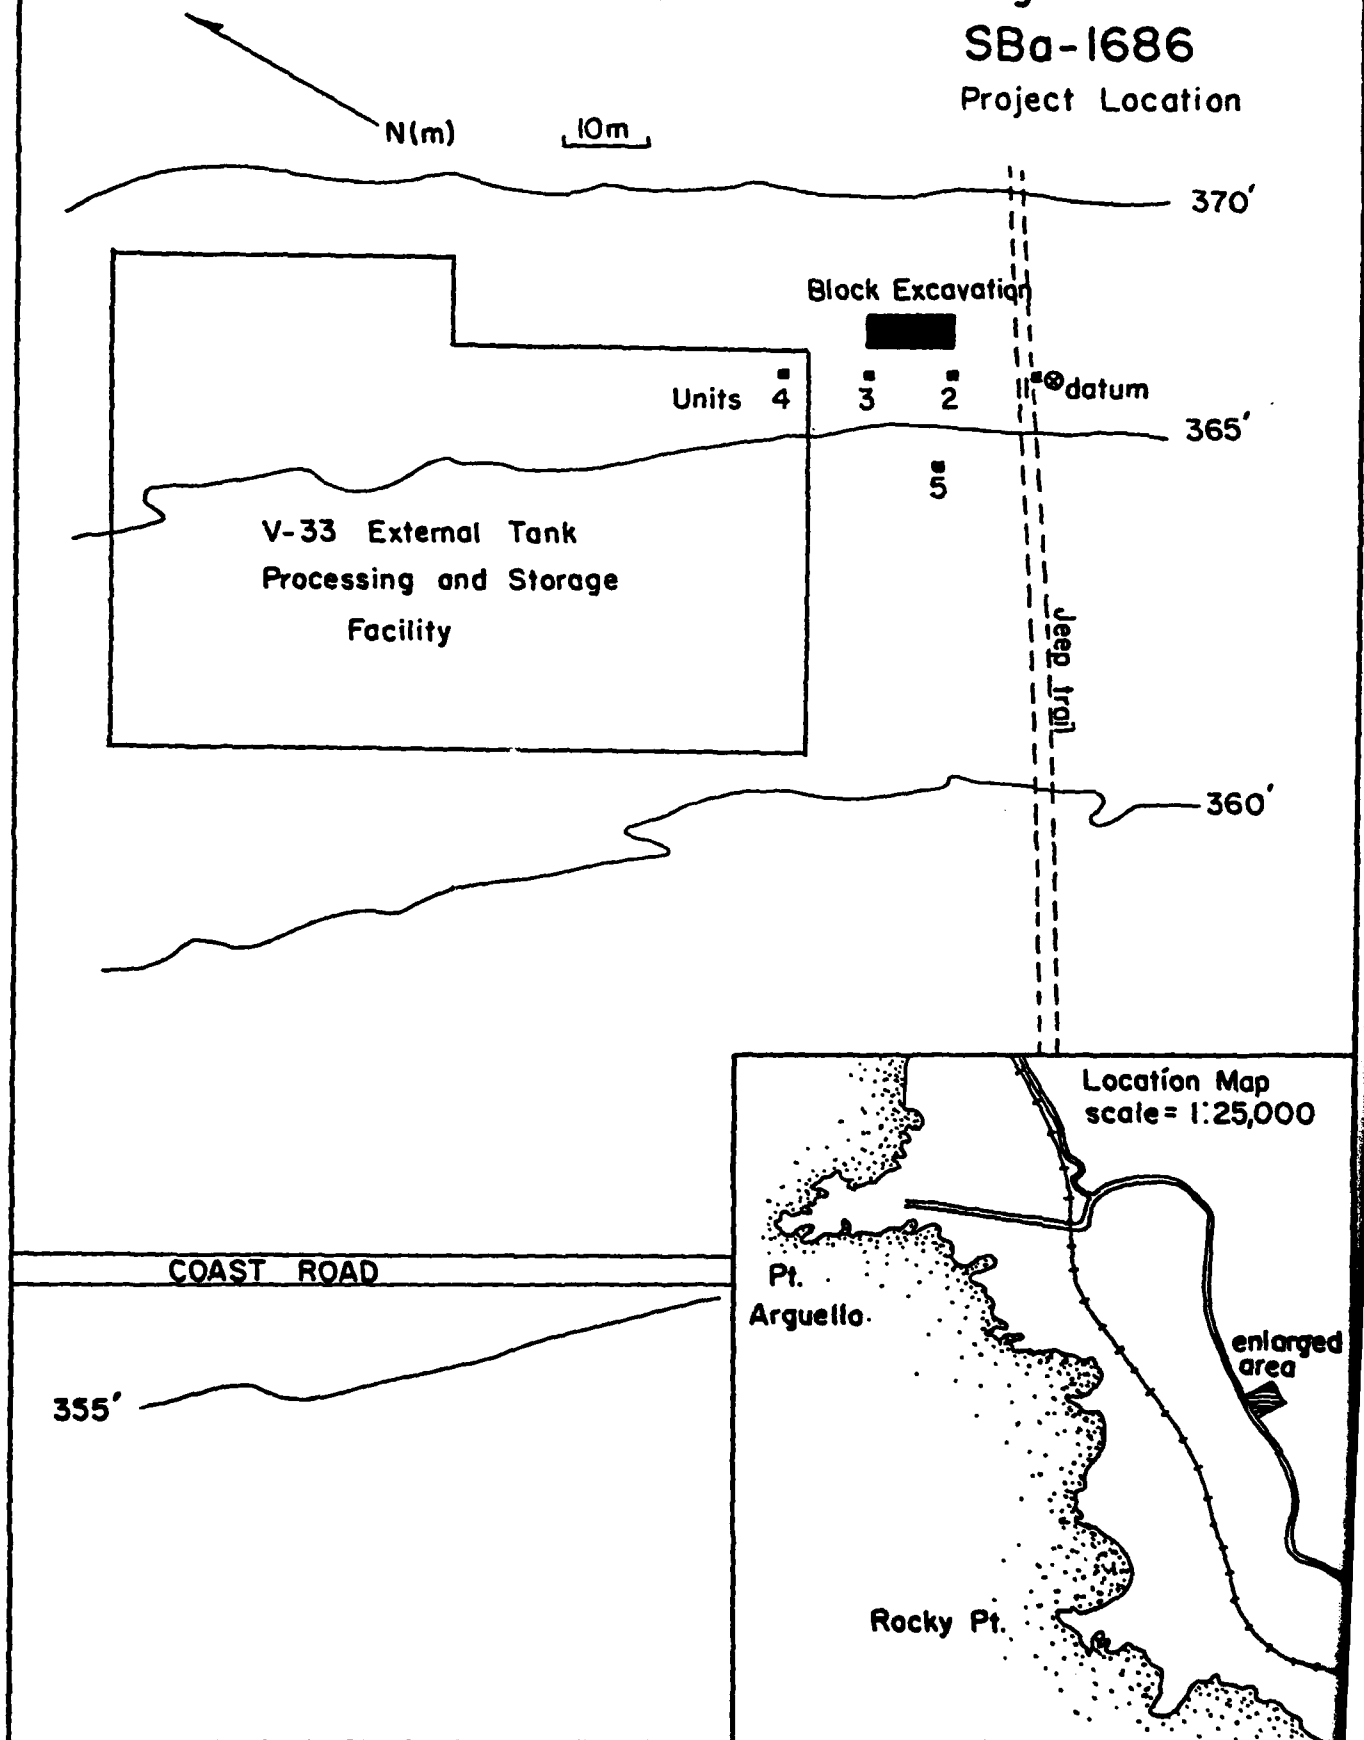 SBa-1686
Project Location
N(m)
10m
370'
Block Excavation
Units 4 3 2 1 datum
365'
5
V-33 External Tank
Processing and Storage
Facility
Jeep trail
360'
Location Map
scale= 1:25,000
COAST ROAD
Pt.
Arguello
enlarged
area
355'
Rocky Pt.